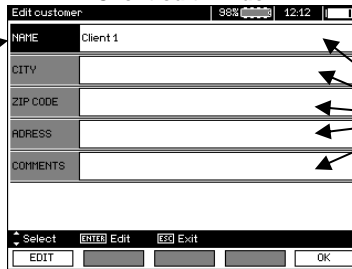 Edit customer 98% 12:12
NAME Client 1
CITY
ZIP CODE
ADRESS
COMMENTS
Select ENTER Edit ESC Exit
EDIT OK